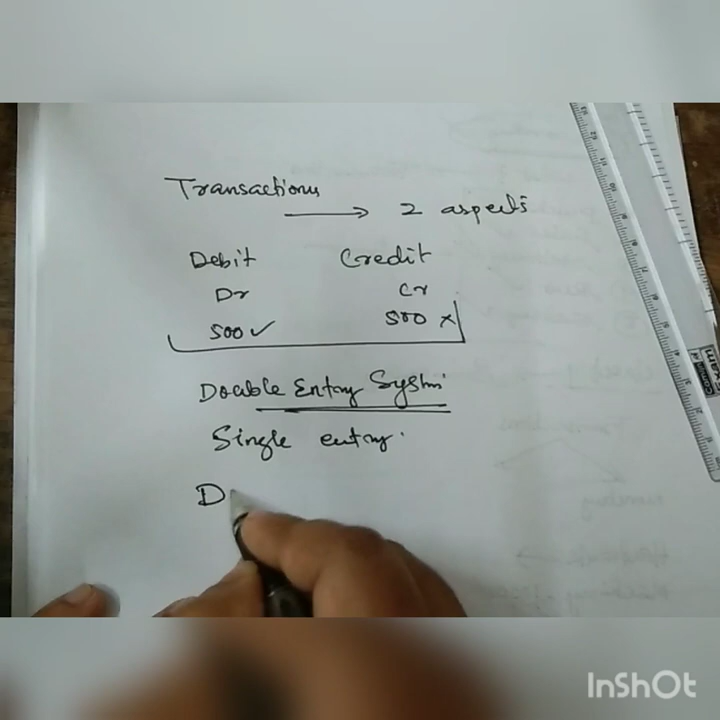 Transactions
→ 2 aspects
Debit Credit
Dr Cr
500 ✓ 500 ×
Double Entry System
Single entry.
D
InShOt